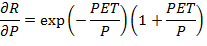 ∂R/∂P = exp(−PET/P)(1+PET/P)